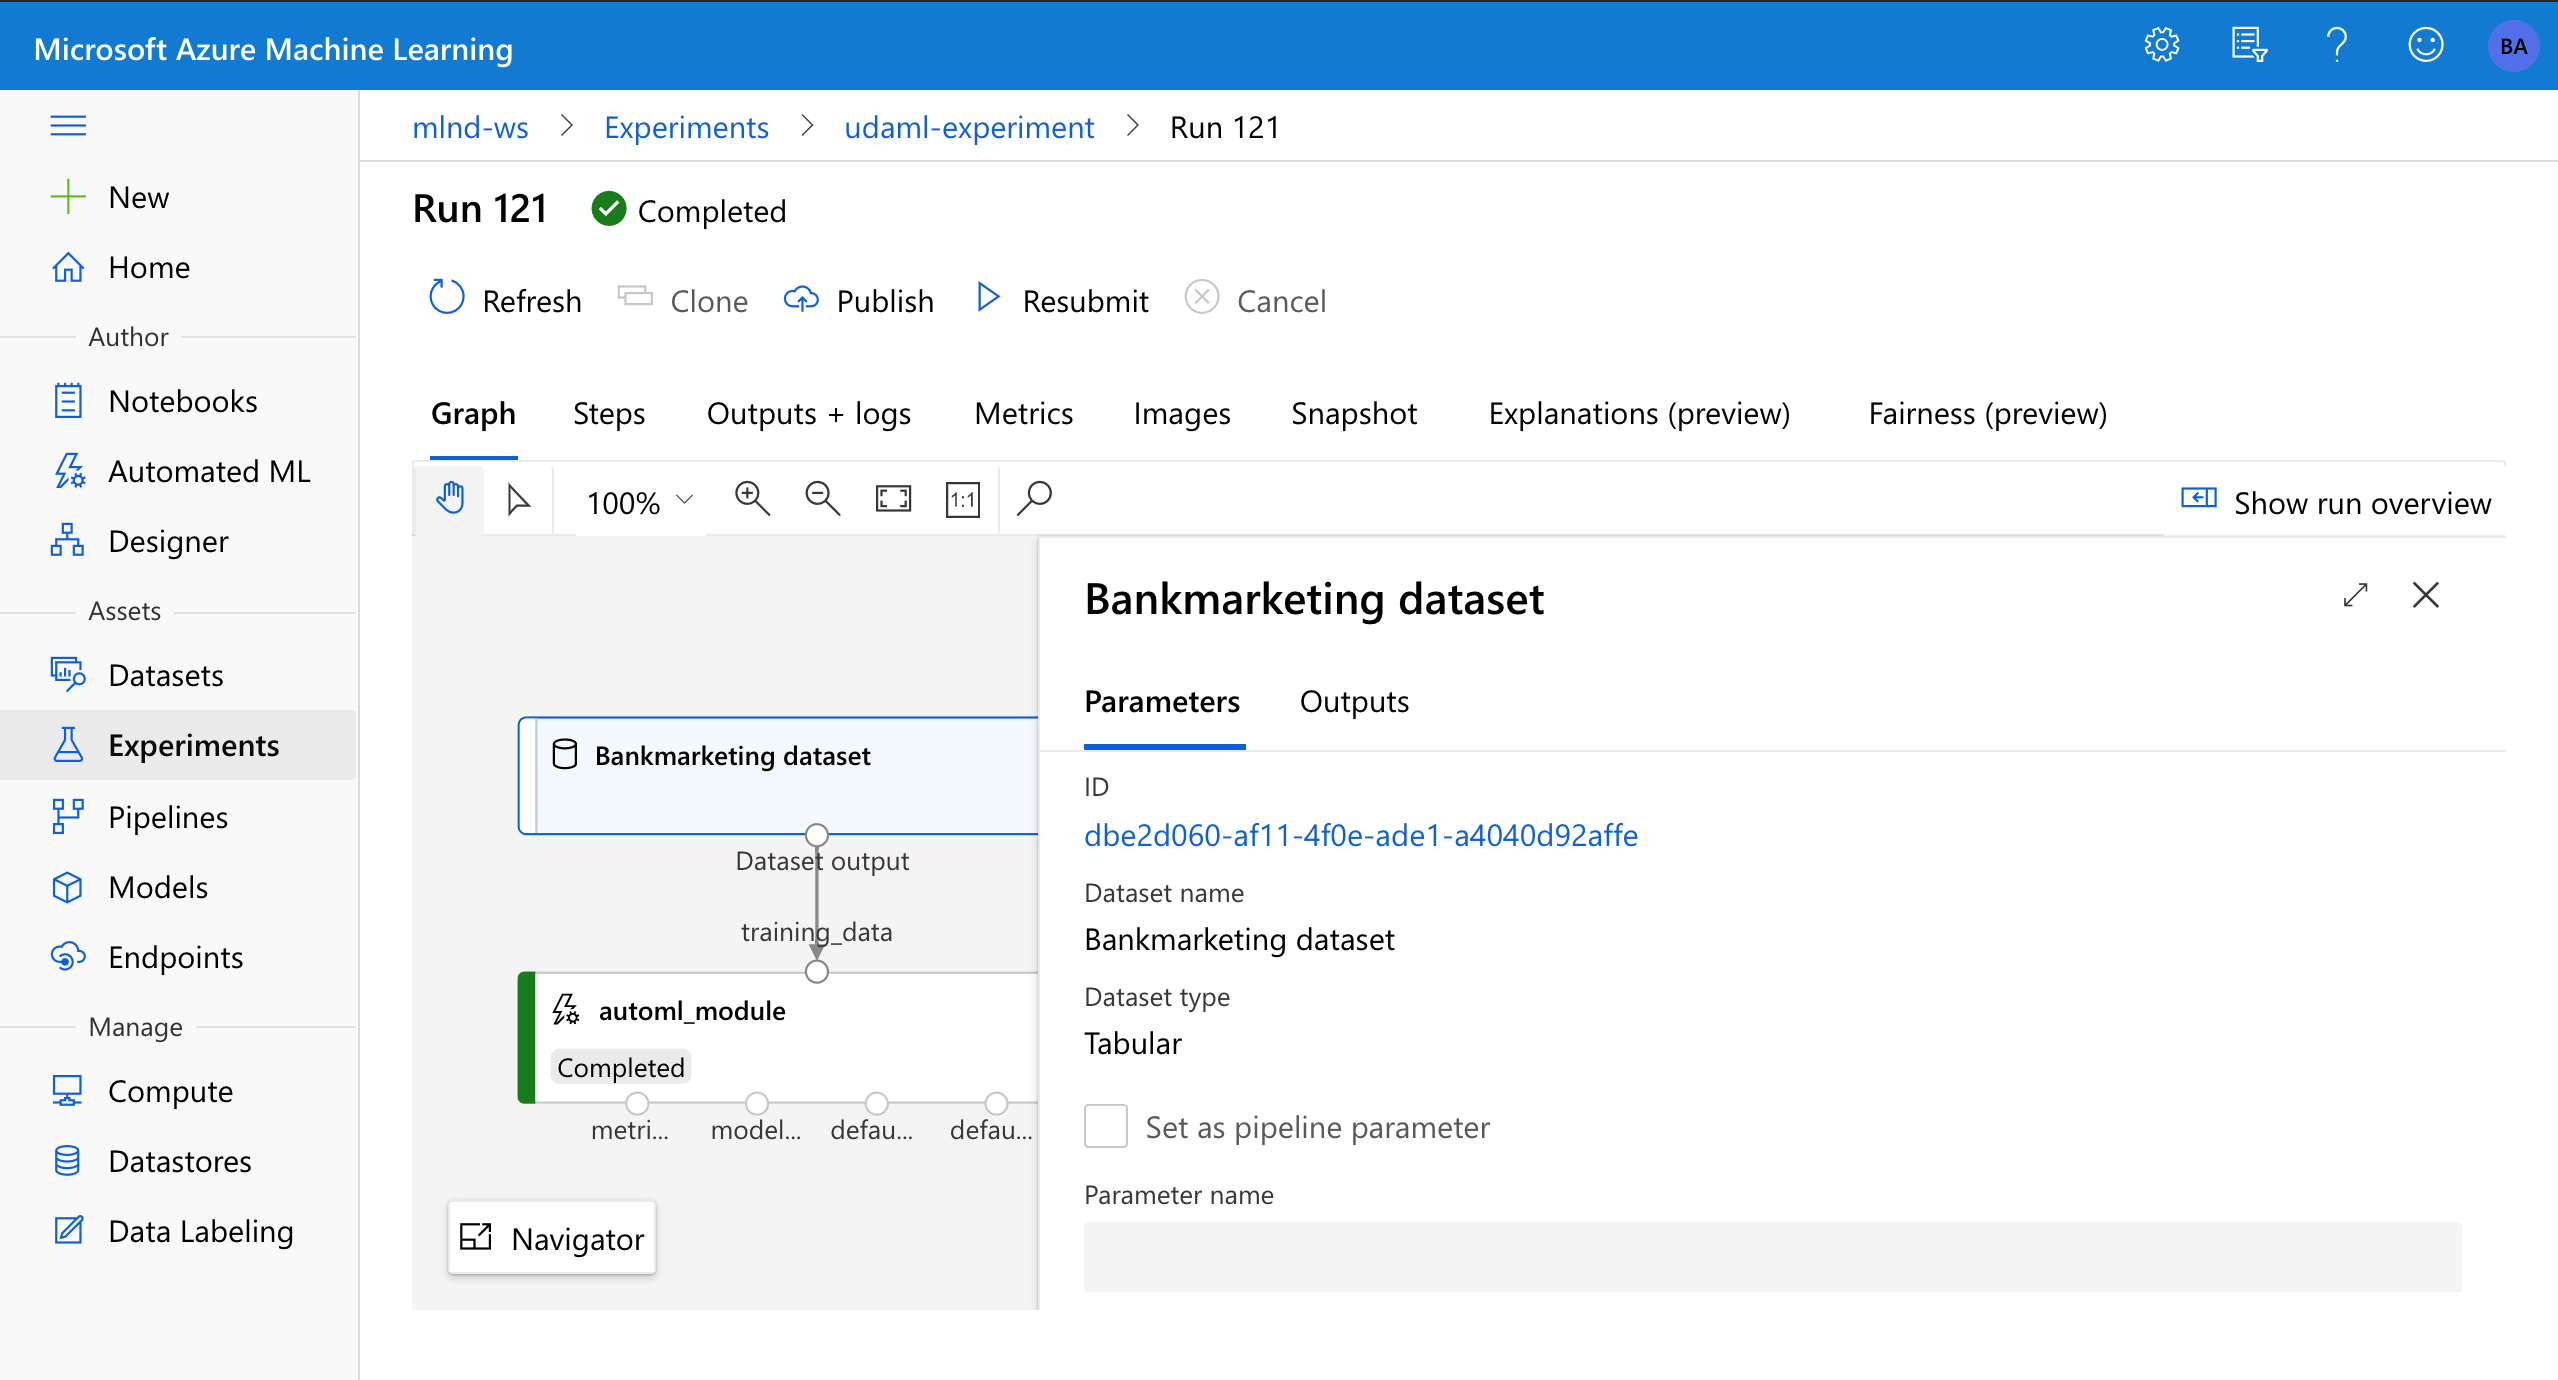 Microsoft Azure Machine Learning
BA
mlnd-ws > Experiments > udaml-experiment > Run 121
New
Home
Author
Notebooks
Automated ML
Designer
Assets
Datasets
Experiments
Pipelines
Models
Endpoints
Manage
Compute
Datastores
Data Labeling
Run 121 Completed
Refresh Clone Publish Resubmit Cancel
Graph Steps Outputs + logs Metrics Images Snapshot Explanations (preview) Fairness (preview)
100% 1:1 Show run overview
Bankmarketing dataset
Dataset output
training_data
automl_module
Completed
metri... model... defau... defau...
Navigator
Bankmarketing dataset
Parameters Outputs
ID
dbe2d060-af11-4f0e-ade1-a4040d92affe
Dataset name
Bankmarketing dataset
Dataset type
Tabular
Set as pipeline parameter
Parameter name